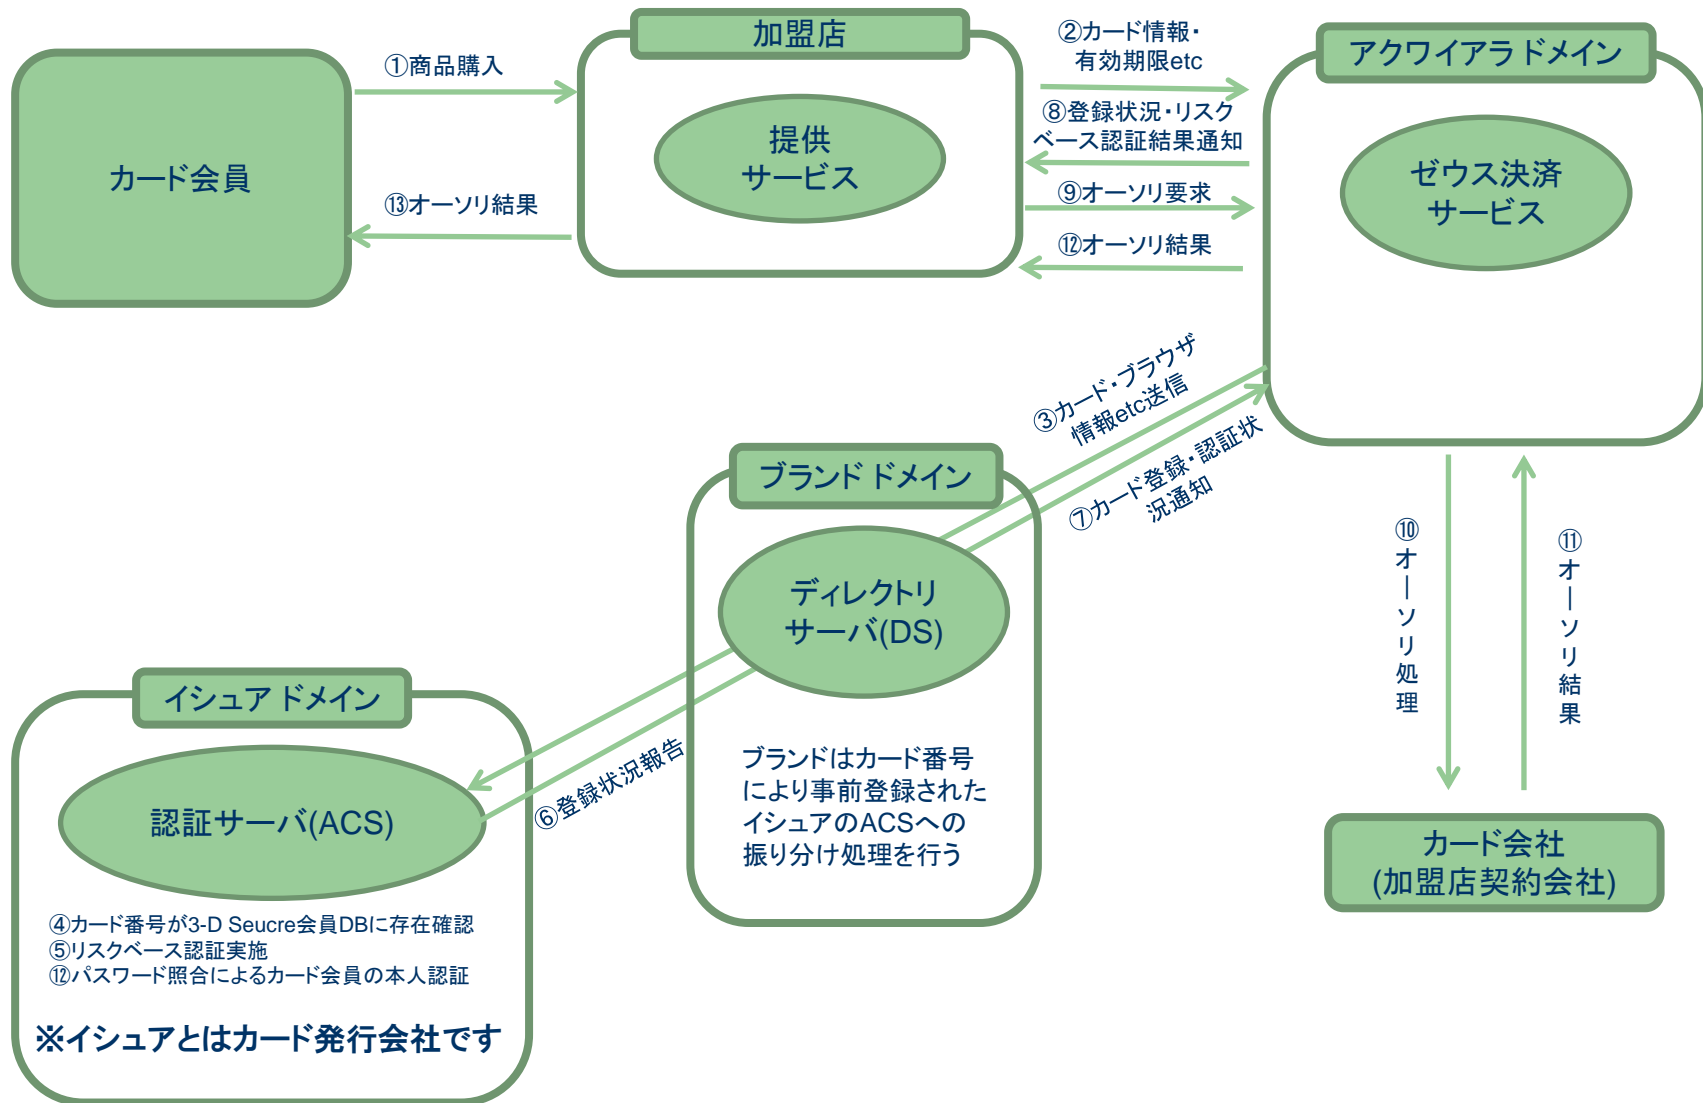 カード会員
①商品購入
⑬オーソリ結果
加盟店
提供
サービス
②カード情報・
有効期限etc
⑧登録状況・リスク
ベース認証結果通知
⑨オーソリ要求
⑫オーソリ結果
アクワイアラ ドメイン
ゼウス決済
サービス
③カード・ブラウザ
情報etc送信
⑦カード登録・認証状
況通知
⑩オーソリ処理
⑪オーソリ結果
カード会社
(加盟店契約会社)
ブランド ドメイン
ディレクトリ
サーバ(DS)
ブランドはカード番号
により事前登録された
イシュアのACSへの
振り分け処理を行う
⑥登録状況報告
イシュア ドメイン
認証サーバ(ACS)
④カード番号が3-D Seucre会員DBに存在確認
⑤リスクベース認証実施
⑫パスワード照合によるカード会員の本人認証
※イシュアとはカード発行会社です